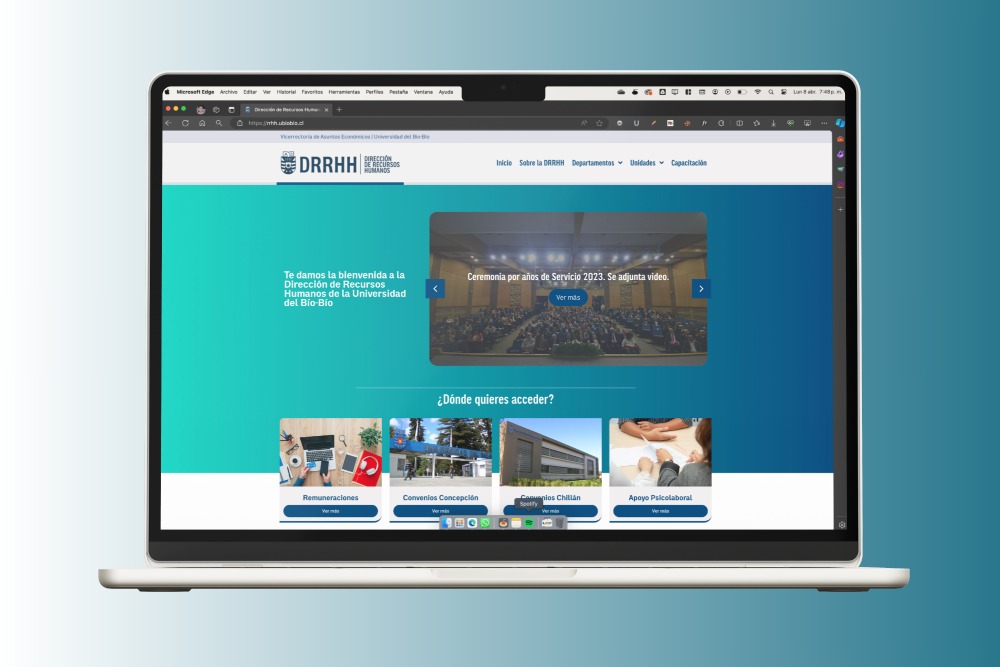 Microsoft Edge Archivo Editar Ver Historial Favoritos Herramientas Perfiles Pestaña Ventana Ayuda
Lun 8 abr. 7:48 p. m.
Dirección de Recursos Human
https://rrhh.ubiobio.cl
Vicerrectoría de Asuntos Económicos | Universidad del Bío-Bío
DRRHH
DIRECCIÓN
DE RECURSOS
HUMANOS
Inicio Sobre la DRRHH Departamentos Unidades Capacitación
Te damos la bienvenida a la
Dirección de Recursos
Humanos de la Universidad
del Bío-Bío
Ceremonia por años de Servicio 2023. Se adjunta video.
Ver más
¿Dónde quieres acceder?
Remuneraciones
Ver más
Convenios Concepción
Ver más
Convenios Chillán
Ver más
Apoyo Psicolaboral
Ver más
Spotify